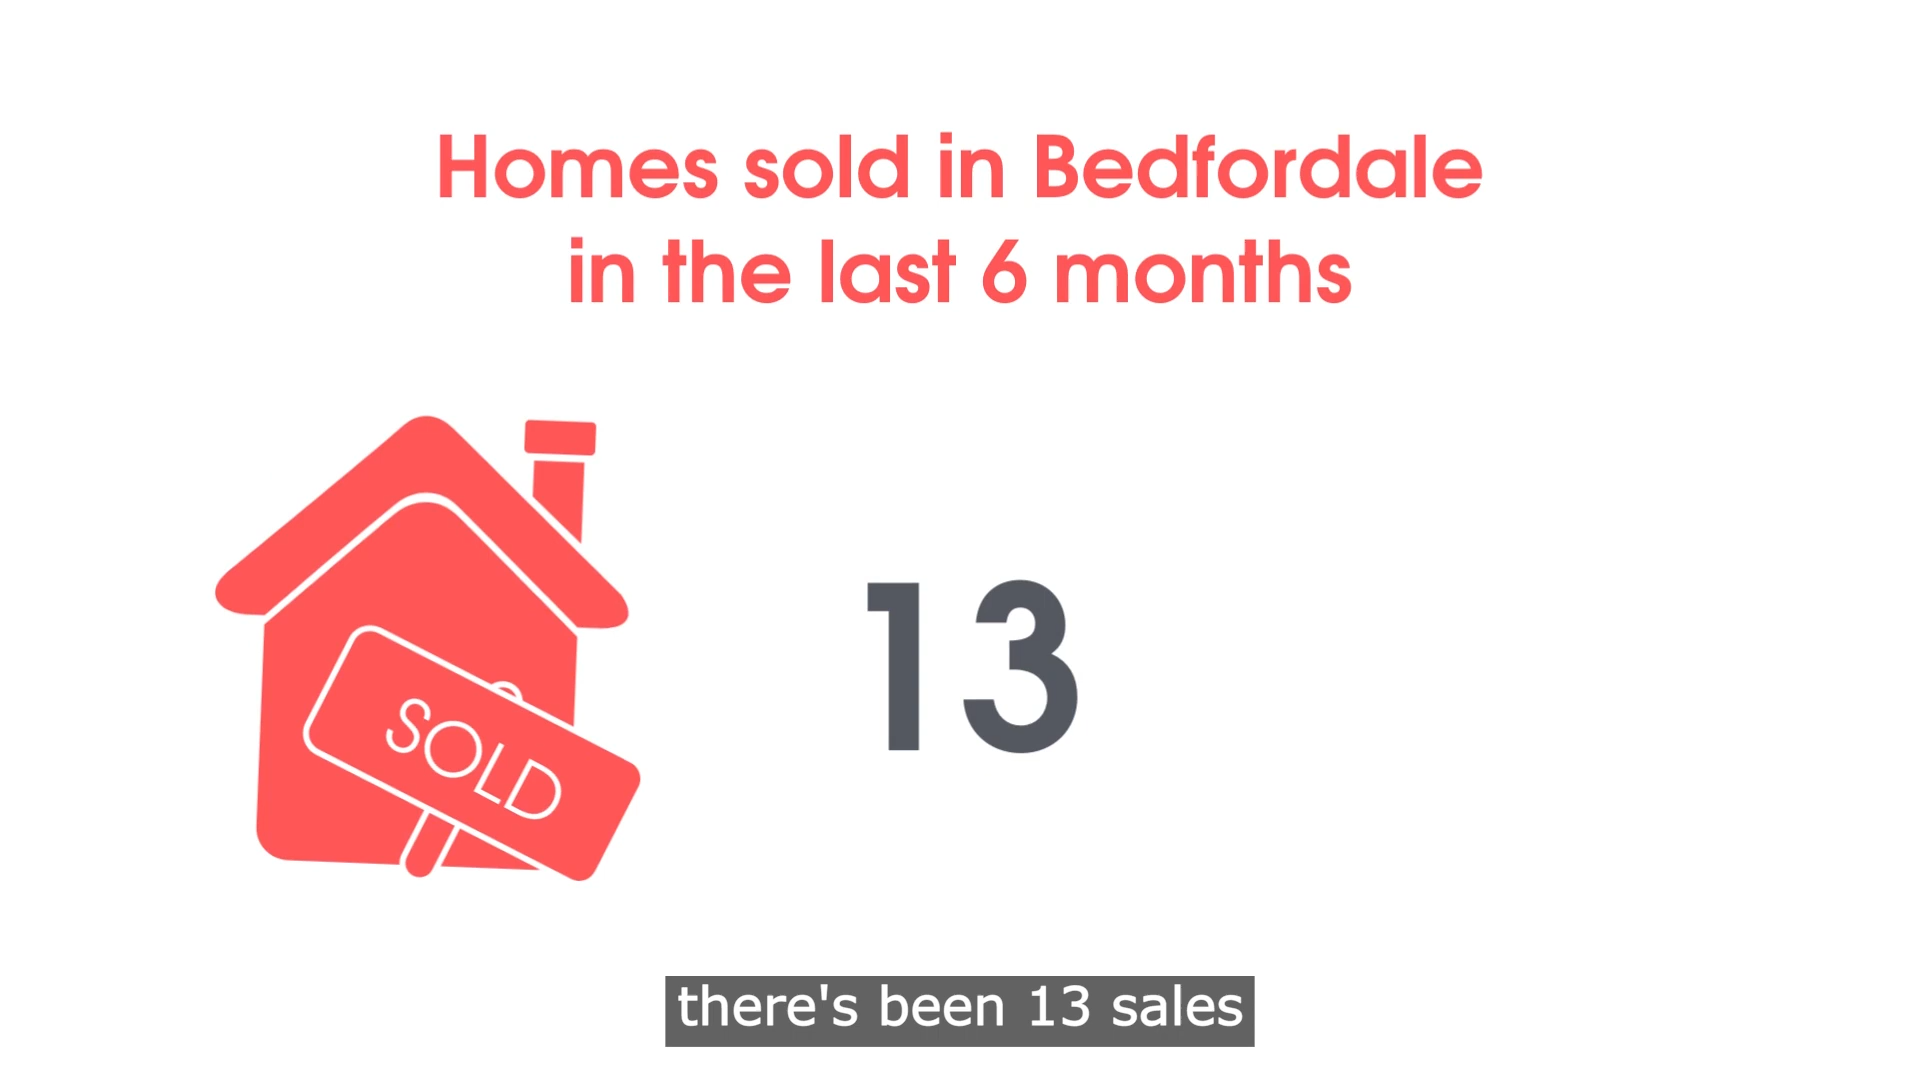 Homes sold in Bedfordale
in the last 6 months
SOLD
13
there's been 13 sales